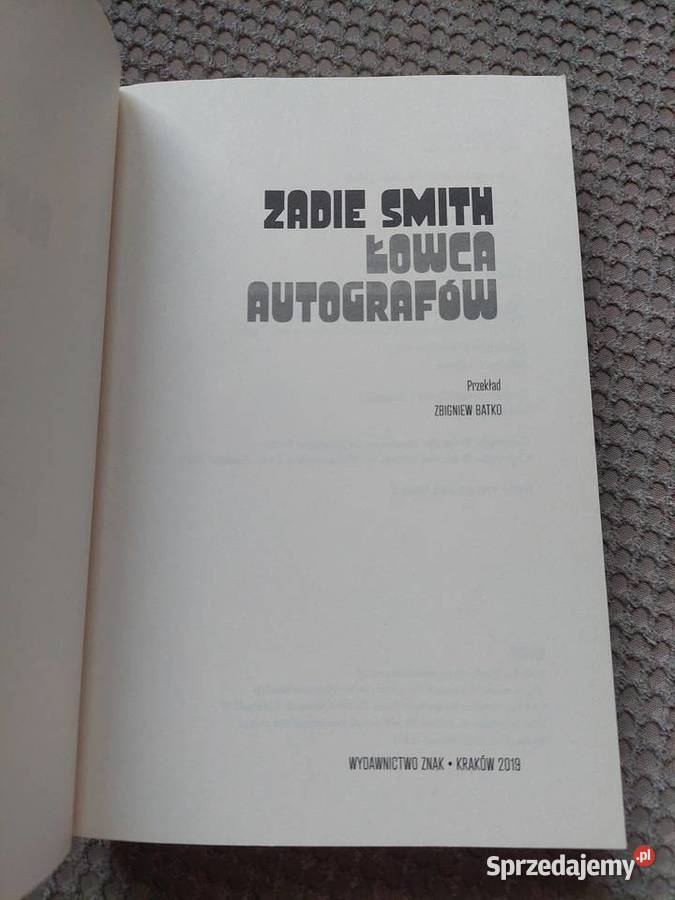 ZADIE SMITH
ŁOWCA
AUTOGRAFÓW
Przekład
ZBIGNIEW BATKO
WYDAWNICTWO ZNAK • KRAKÓW 2019
Sprzedajemy.pl